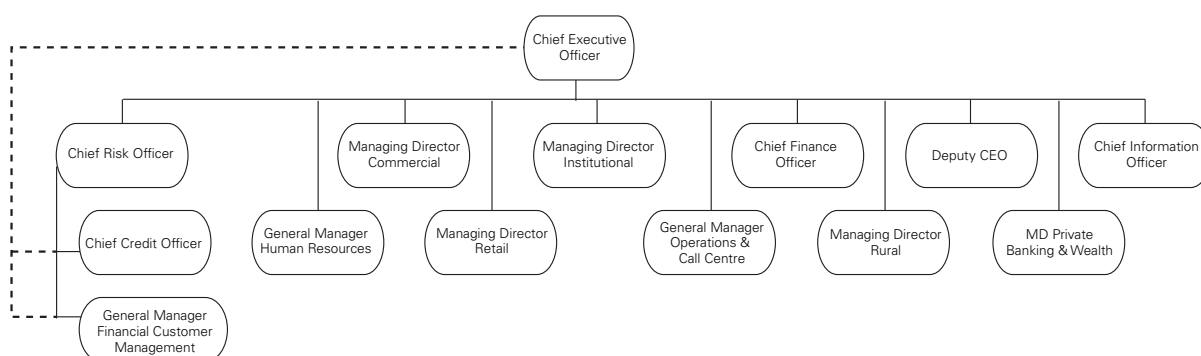 Chief Executive
Officer
Chief Risk Officer
Managing Director
Commercial
Managing Director
Institutional
Chief Finance
Officer
Deputy CEO
Chief Information
Officer
Chief Credit Officer
General Manager
Human Resources
Managing Director
Retail
General Manager
Operations &
Call Centre
Managing Director
Rural
MD Private
Banking & Wealth
General Manager
Financial Customer
Management